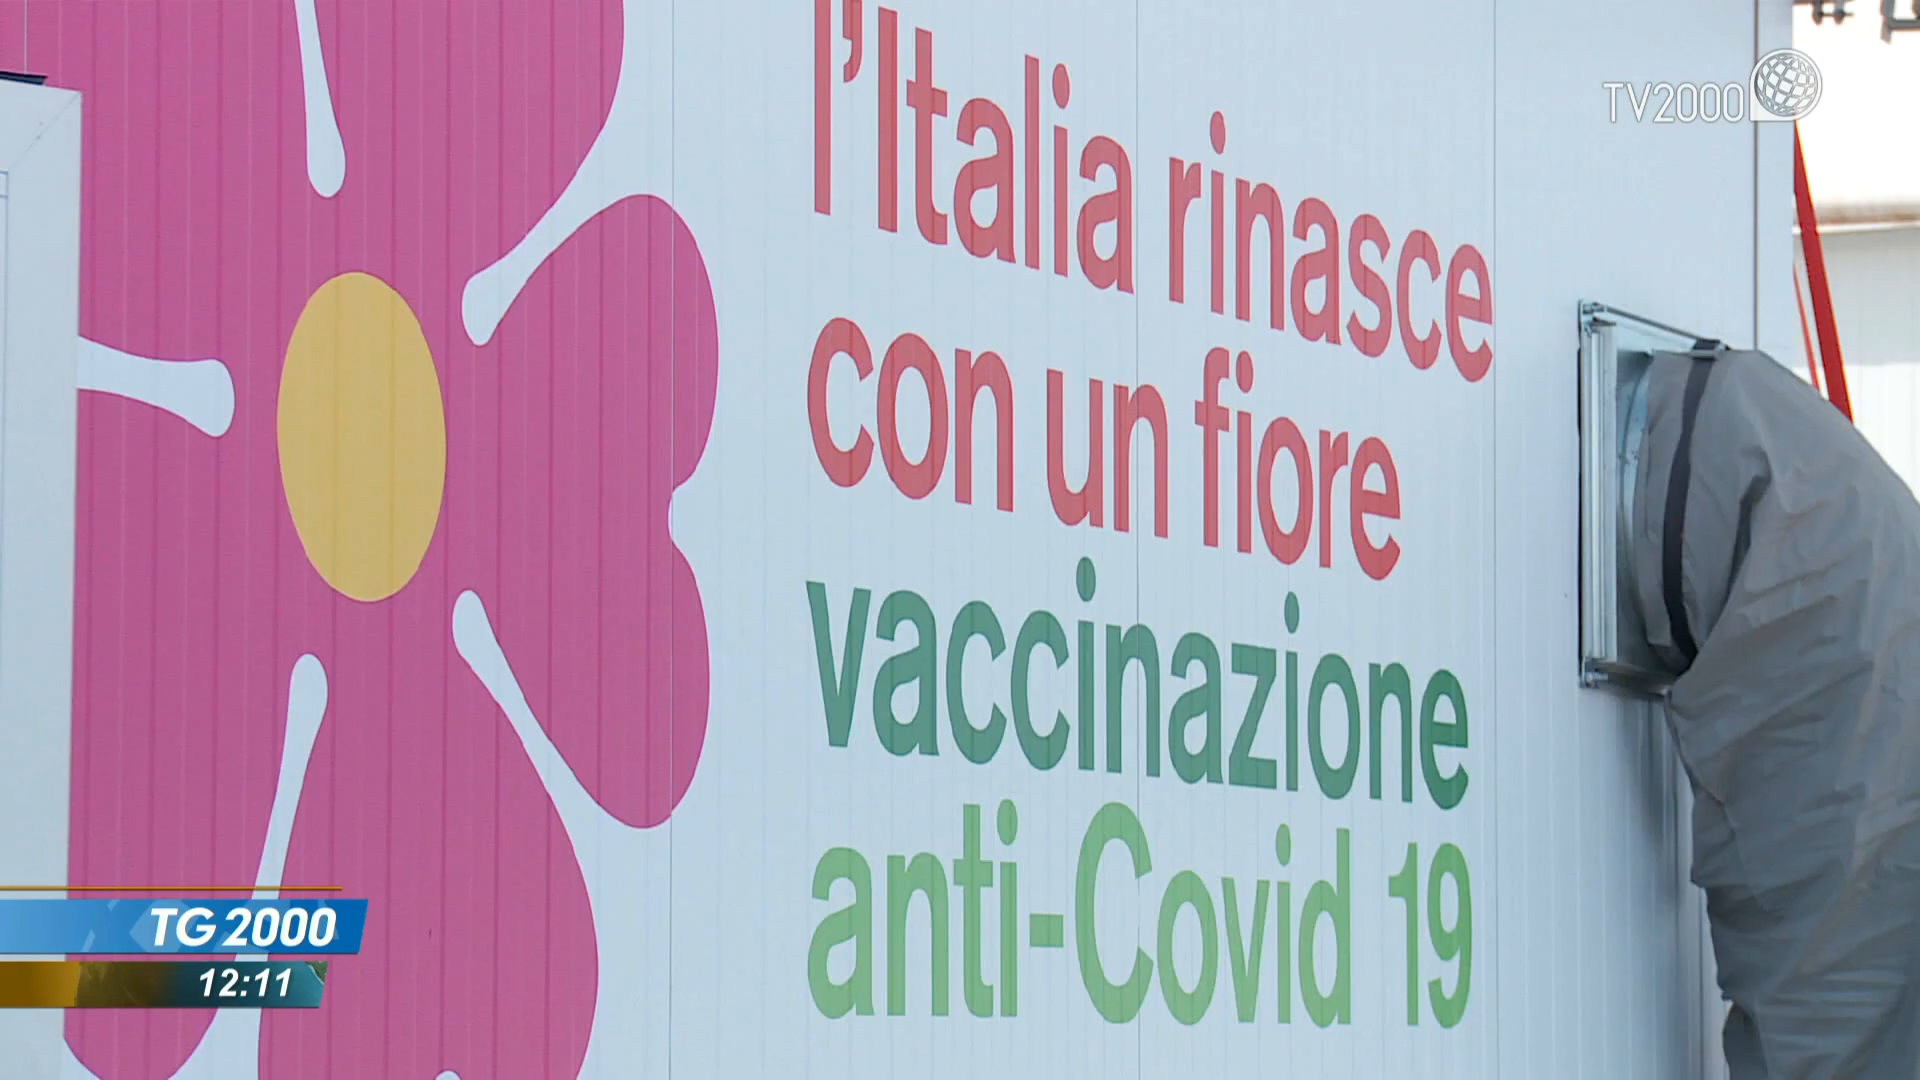 TV2000
l'Italia rinasce
con un fiore
vaccinazione
anti-Covid 19
TG 2000
12:11